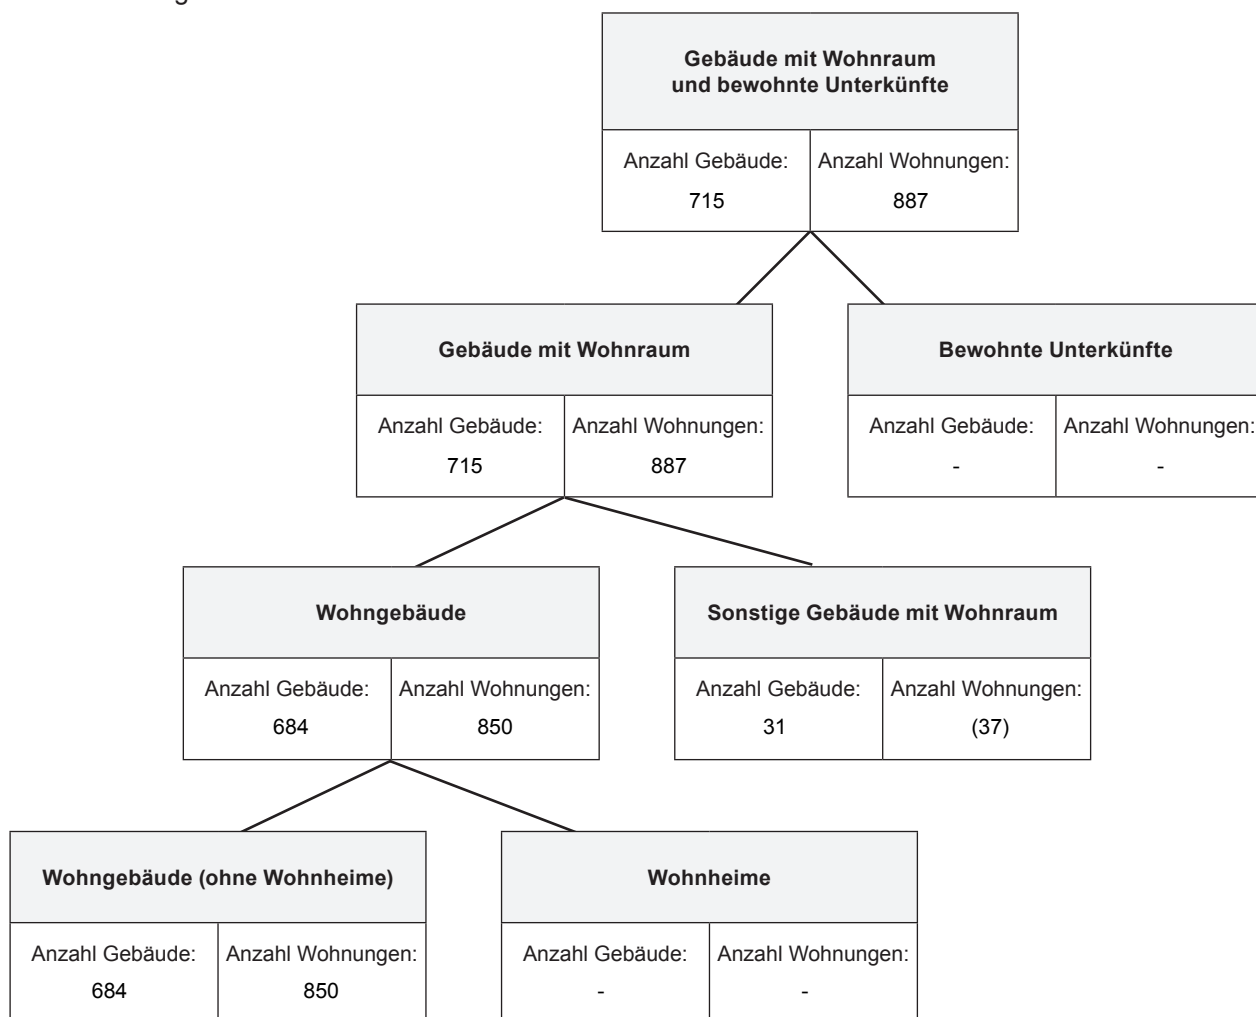 Gebäude mit Wohnraum
und bewohnte Unterkünfte
Anzahl Gebäude: Anzahl Wohnungen:
715 887
Gebäude mit Wohnraum
Anzahl Gebäude: Anzahl Wohnungen:
715 887
Bewohnte Unterkünfte
Anzahl Gebäude: Anzahl Wohnungen:
- -
Wohngebäude
Anzahl Gebäude: Anzahl Wohnungen:
684 850
Sonstige Gebäude mit Wohnraum
Anzahl Gebäude: Anzahl Wohnungen:
31 (37)
Wohngebäude (ohne Wohnheime)
Anzahl Gebäude: Anzahl Wohnungen:
684 850
Wohnheime
Anzahl Gebäude: Anzahl Wohnungen:
- -